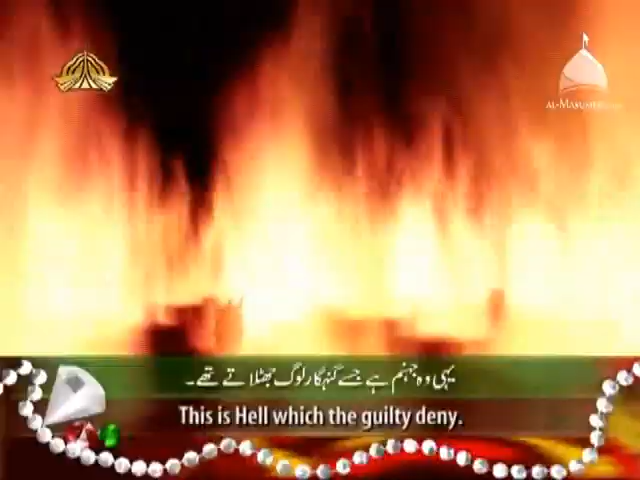 AL-MASUMEEN
یہی وہ جہنم ہے جسے گنہگار لوگ جھٹلاتے تھے۔
This is Hell which the guilty deny.